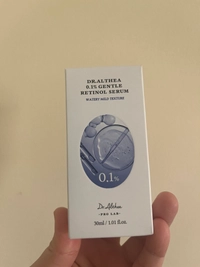 DR.ALTHEA
0.1% GENTLE
RETINOL SERUM
WATERY MILD TEXTURE
0.1%
Dr.Althea
- PRO LAB -
30ml / 1.01 fl.oz.